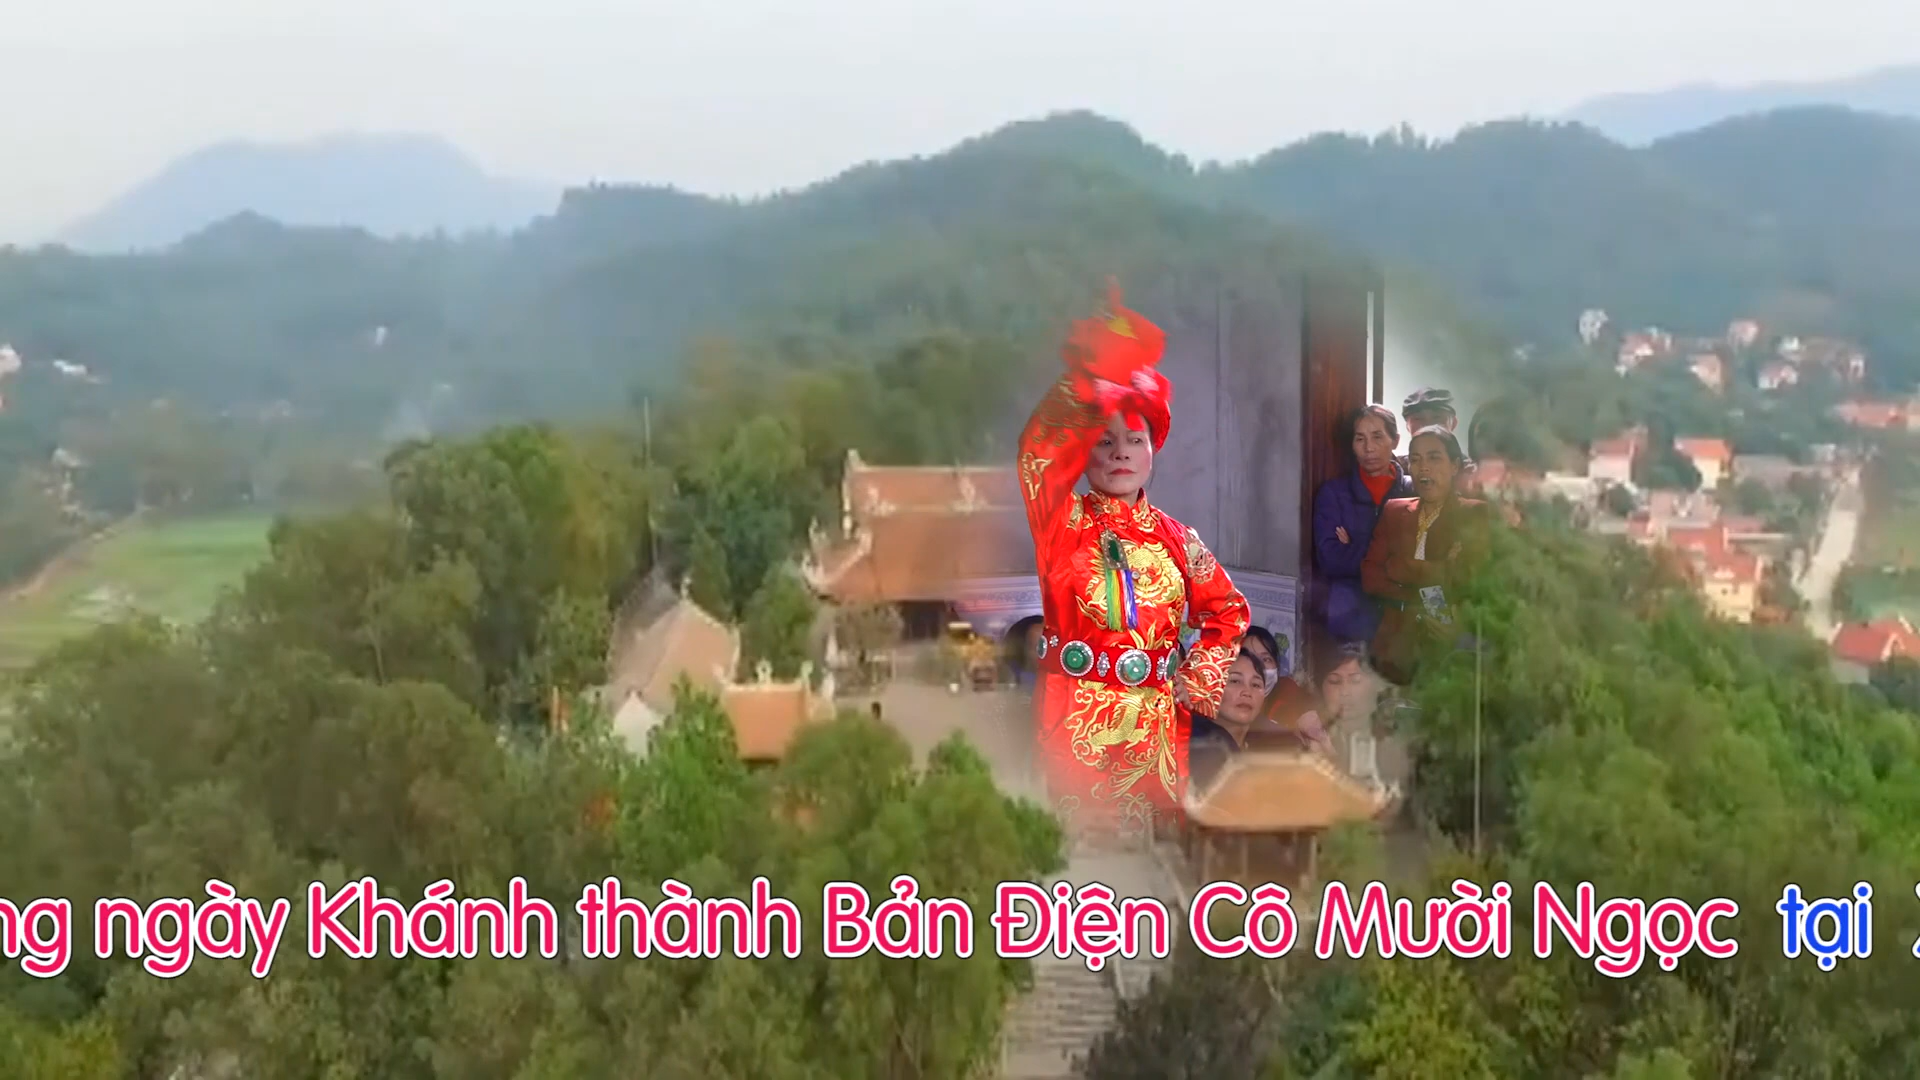 ng ngày Khánh thành Bản Điện Cô Mười Ngọc tại